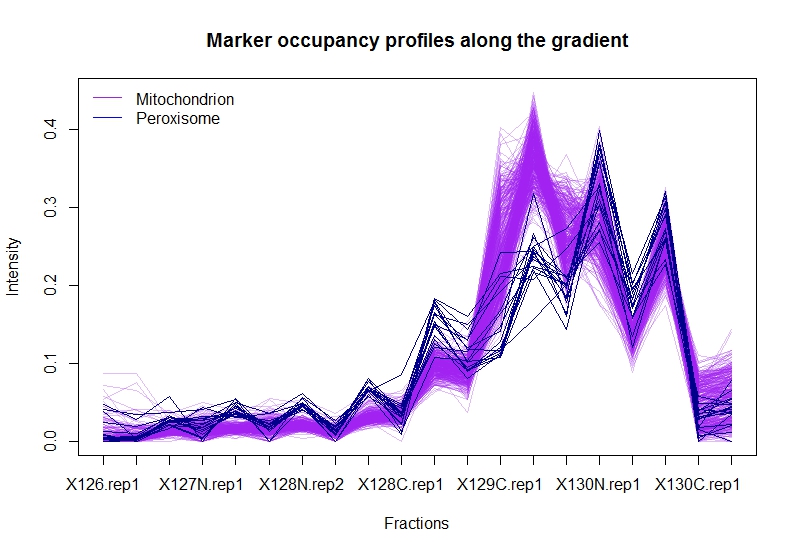 Marker occupancy profiles along the gradient
Mitochondrion
Peroxisome
Intensity
0.4
0.3
0.2
0.1
0.0
X126.rep1 X127N.rep1 X128N.rep2 X128C.rep1 X129C.rep1 X130N.rep1 X130C.rep1
Fractions